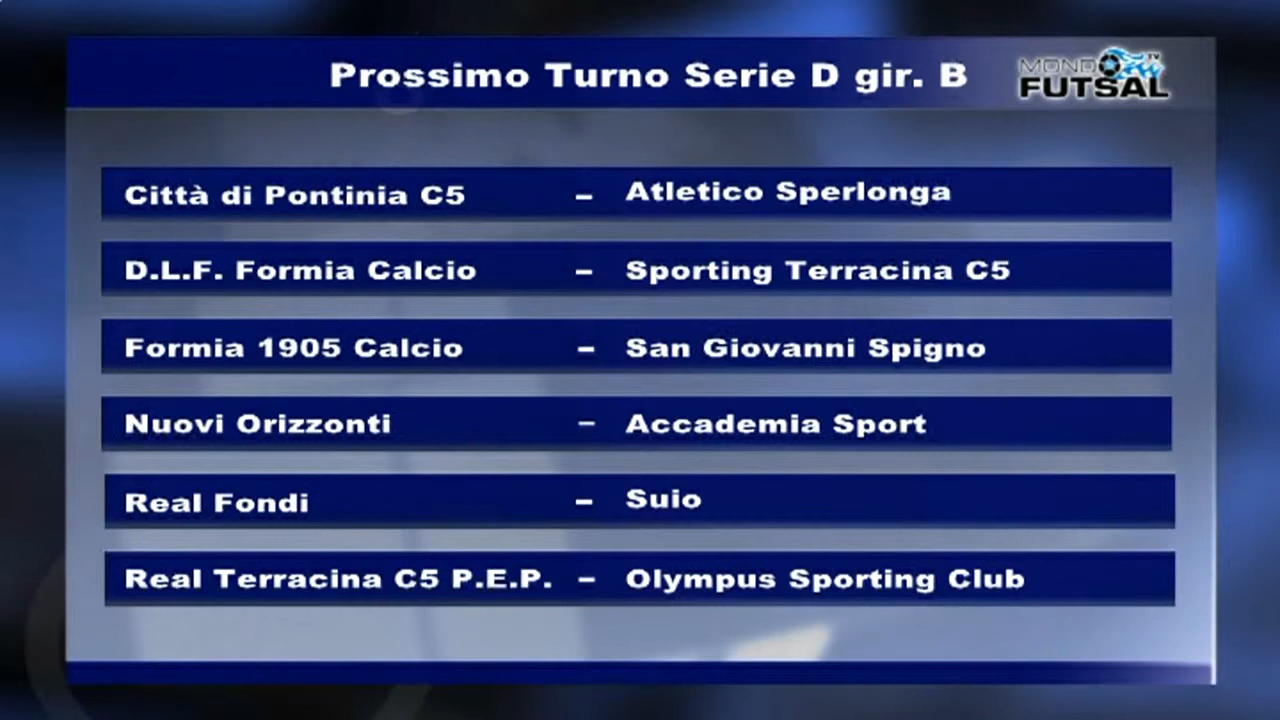 Prossimo Turno Serie D gir. B
MONDO TV
FUTSAL
Città di Pontinia C5 – Atletico Sperlonga
D.L.F. Formia Calcio – Sporting Terracina C5
Formia 1905 Calcio – San Giovanni Spigno
Nuovi Orizzonti – Accademia Sport
Real Fondi – Suio
Real Terracina C5 P.E.P. – Olympus Sporting Club